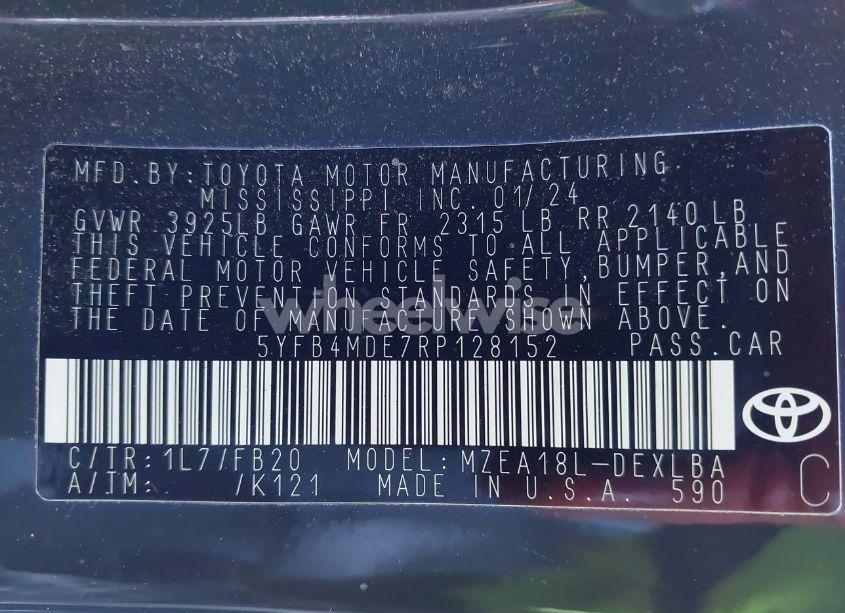 MFD. BY: TOYOTA MOTOR MANUFACTURING
MISSISSIPPI INC. 01/24
GVWR 3925LB GAWR FR 2315 LB RR 2140 LB
THIS VEHICLE CONFORMS TO ALL APPLICABLE
FEDERAL MOTOR VEHICLE SAFETY, BUMPER, AND
THEFT PREVENTION STANDARDS IN EFFECT ON
THE DATE OF MANUFACTURE SHOWN ABOVE.
wheelwise
5YFB4MDE7RP128152 PASS. CAR
C/TR: 1L7/FB20 MODEL: MZEA18L-DEXLBA
A/TM: /K121 MADE IN U.S.A. 590 C